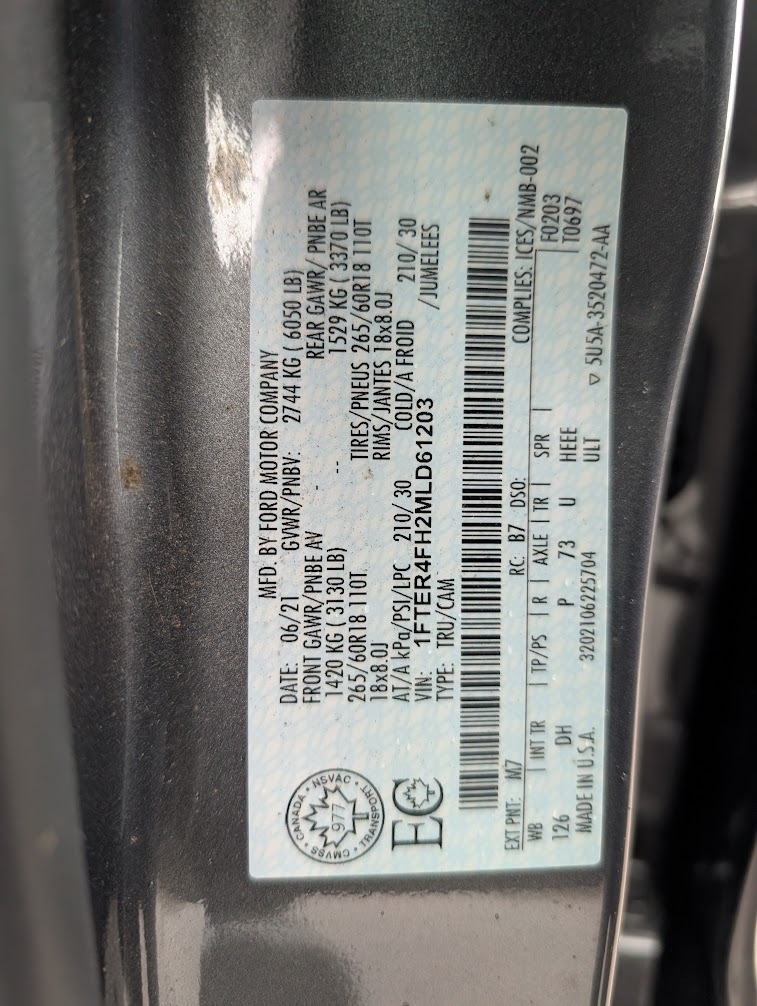 MFD. BY FORD MOTOR COMPANY
DATE: 06/21 GVWR/PNBV: 2744 KG ( 6050 LB)
FRONT GAWR/PNBE AV REAR GAWR/ PNBE AR
1420 KG ( 3130 LB) -- 1529 KG ( 3370 LB)
265/60R18 110T TIRES/PNEUS 265/60R18 110T
18x8.0J RIMS/JANTES 18x8.0J
AT/A kPa/PSI/LPC 210/ 30 COLD/A FROID 210/ 30
VIN: 1FTER4FH2MLD61203 /JUMELEES
TYPE: TRU/CAM
CANADA • NSVAC • TRANSPORT • CMVSS •
977
EC
COMPLIES: ICES/NMB-002
EXT PNT: M7 RC: B7 DSO: F0203
WB | INT TR | TP/PS | R | AXLE | TR | SPR | T0697
126 DH P 73 U HEEE
ULT
MADE IN U.S.A. 3202106225704 ▽ 5U5A-3520472-AA